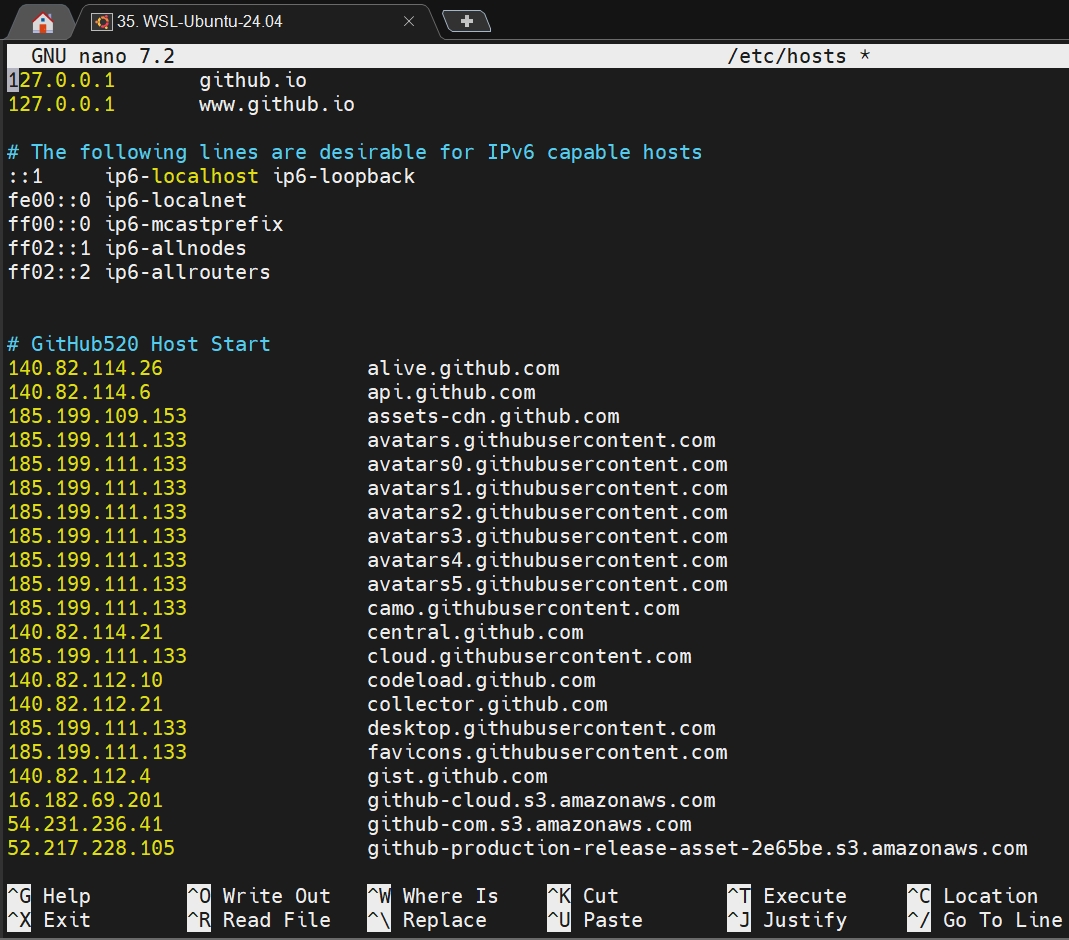 35. WSL-Ubuntu-24.04
GNU nano 7.2 /etc/hosts *
127.0.0.1 github.io
127.0.0.1 www.github.io
# The following lines are desirable for IPv6 capable hosts
::1 ip6-localhost ip6-loopback
fe00::0 ip6-localnet
ff00::0 ip6-mcastprefix
ff02::1 ip6-allnodes
ff02::2 ip6-allrouters
# GitHub520 Host Start
140.82.114.26 alive.github.com
140.82.114.6 api.github.com
185.199.109.153 assets-cdn.github.com
185.199.111.133 avatars.githubusercontent.com
185.199.111.133 avatars0.githubusercontent.com
185.199.111.133 avatars1.githubusercontent.com
185.199.111.133 avatars2.githubusercontent.com
185.199.111.133 avatars3.githubusercontent.com
185.199.111.133 avatars4.githubusercontent.com
185.199.111.133 avatars5.githubusercontent.com
185.199.111.133 camo.githubusercontent.com
140.82.114.21 central.github.com
185.199.111.133 cloud.githubusercontent.com
140.82.112.10 codeload.github.com
140.82.112.21 collector.github.com
185.199.111.133 desktop.githubusercontent.com
185.199.111.133 favicons.githubusercontent.com
140.82.112.4 gist.github.com
16.182.69.201 github-cloud.s3.amazonaws.com
54.231.236.41 github-com.s3.amazonaws.com
52.217.228.105 github-production-release-asset-2e65be.s3.amazonaws.com
^G Help ^O Write Out ^W Where Is ^K Cut ^T Execute ^C Location
^X Exit ^R Read File ^\ Replace ^U Paste ^J Justify ^/ Go To Line